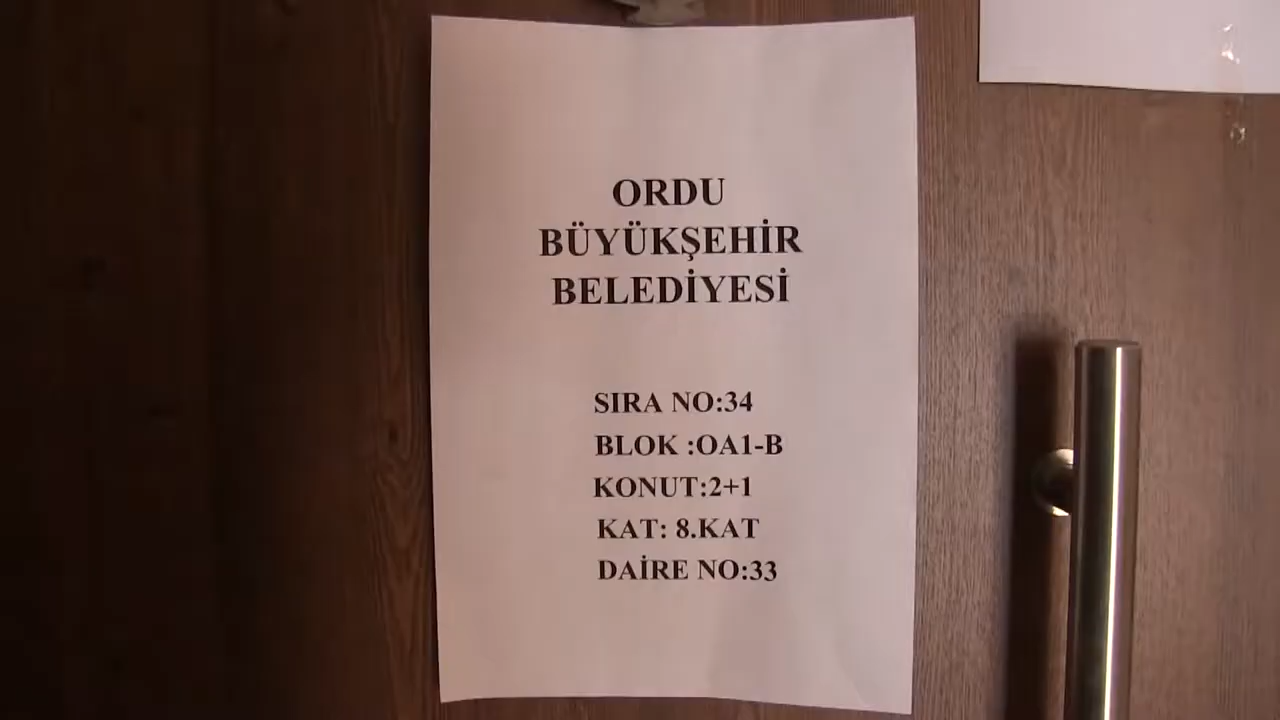 ORDU
BÜYÜKŞEHİR
BELEDİYESİ
SIRA NO:34
BLOK :OA1-B
KONUT:2+1
KAT: 8.KAT
DAİRE NO:33